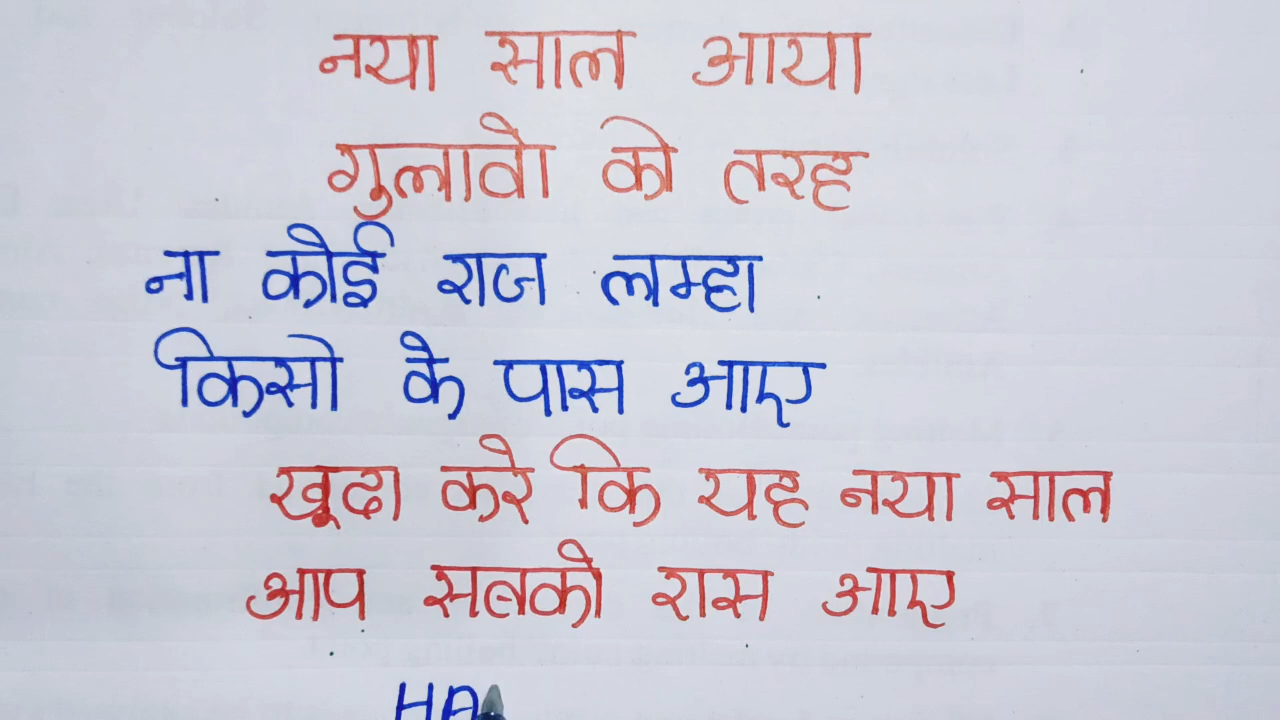 नया साल आया
गुलावो की तरह
ना कोई राज लम्हा
किसी के पास आए
खूदा करे कि यह नया साल
आप सबको रास आए
HA